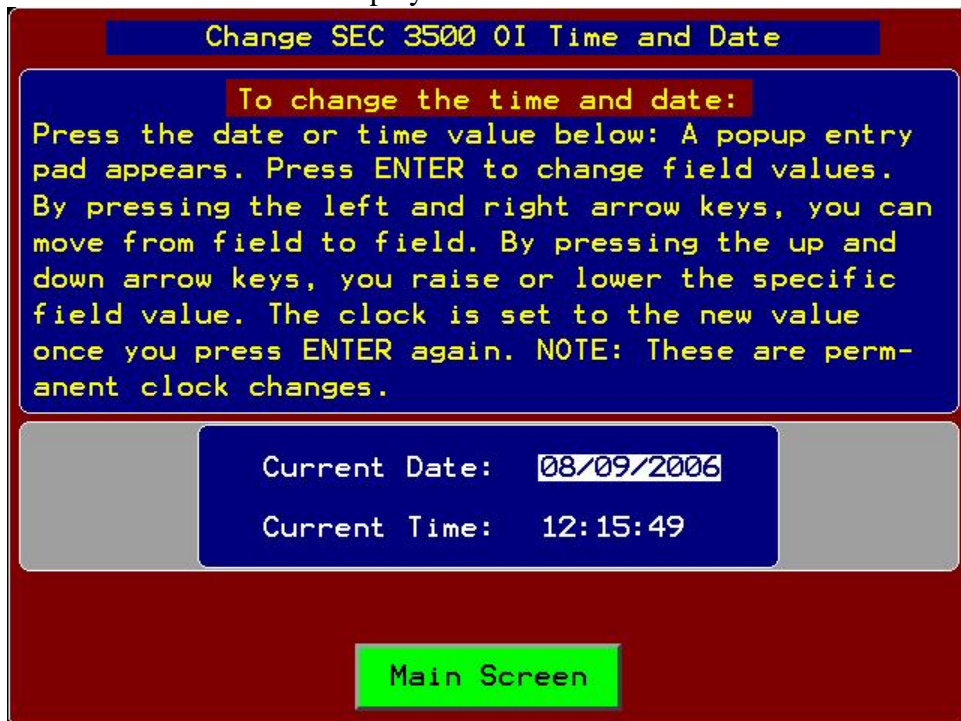 Change SEC 3500 OI Time and Date
To change the time and date:
Press the date or time value below: A popup entry
pad appears. Press ENTER to change field values.
By pressing the left and right arrow keys, you can
move from field to field. By pressing the up and
down arrow keys, you raise or lower the specific
field value. The clock is set to the new value
once you press ENTER again. NOTE: These are perm-
anent clock changes.
Current Date: 08/09/2006
Current Time: 12:15:49
Main Screen